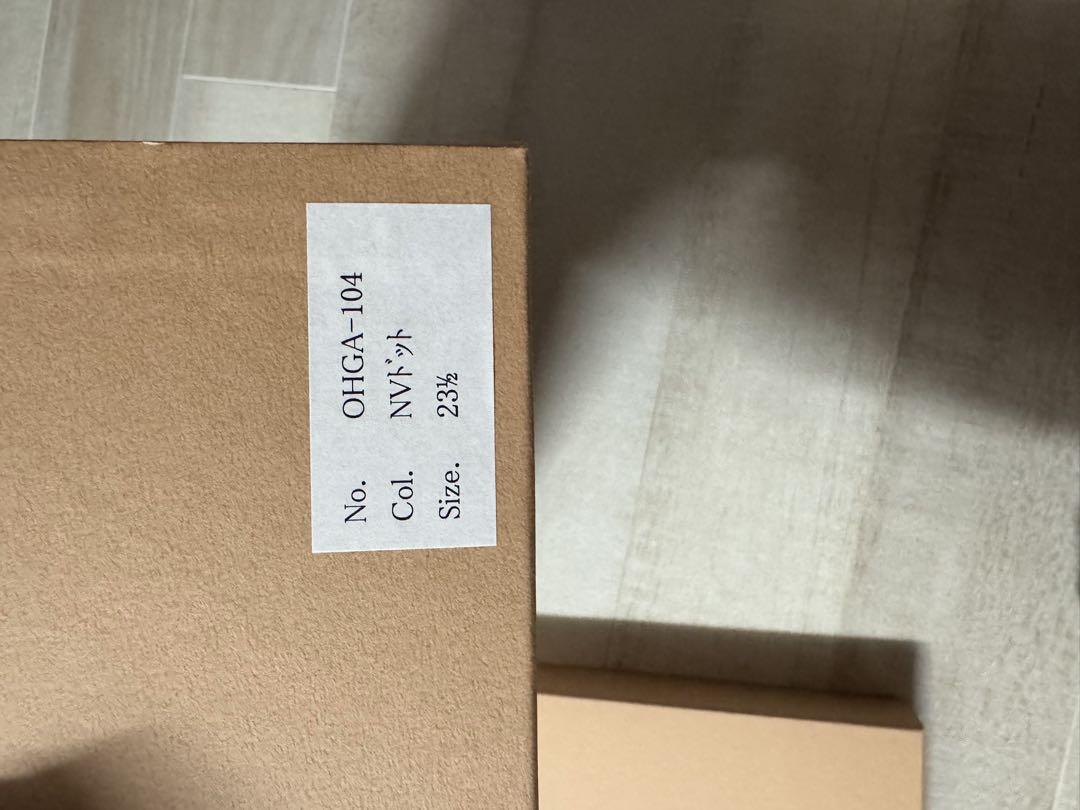 No. OHGA-104
Col. NVドット
Size. 23½